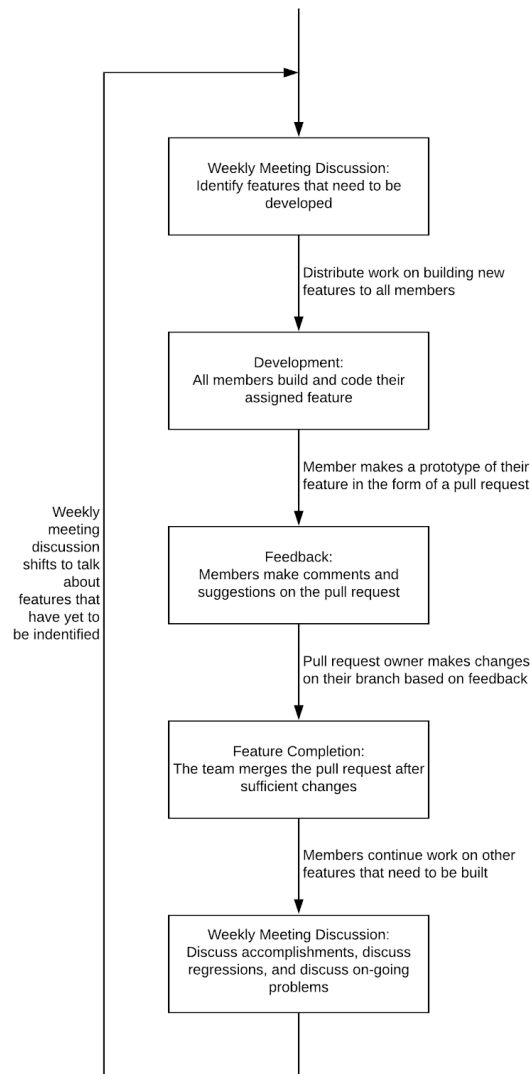 Weekly Meeting Discussion:
Identify features that need to be
developed
Distribute work on building new
features to all members
Development:
All members build and code their
assigned feature
Member makes a prototype of their
feature in the form of a pull request
Weekly
meeting
discussion
shifts to talk
about
features that
have yet to
be indentified
Feedback:
Members make comments and
suggestions on the pull request
Pull request owner makes changes
on their branch based on feedback
Feature Completion:
The team merges the pull request after
sufficient changes
Members continue work on other
features that need to be built
Weekly Meeting Discussion:
Discuss accomplishments, discuss
regressions, and discuss on-going
problems